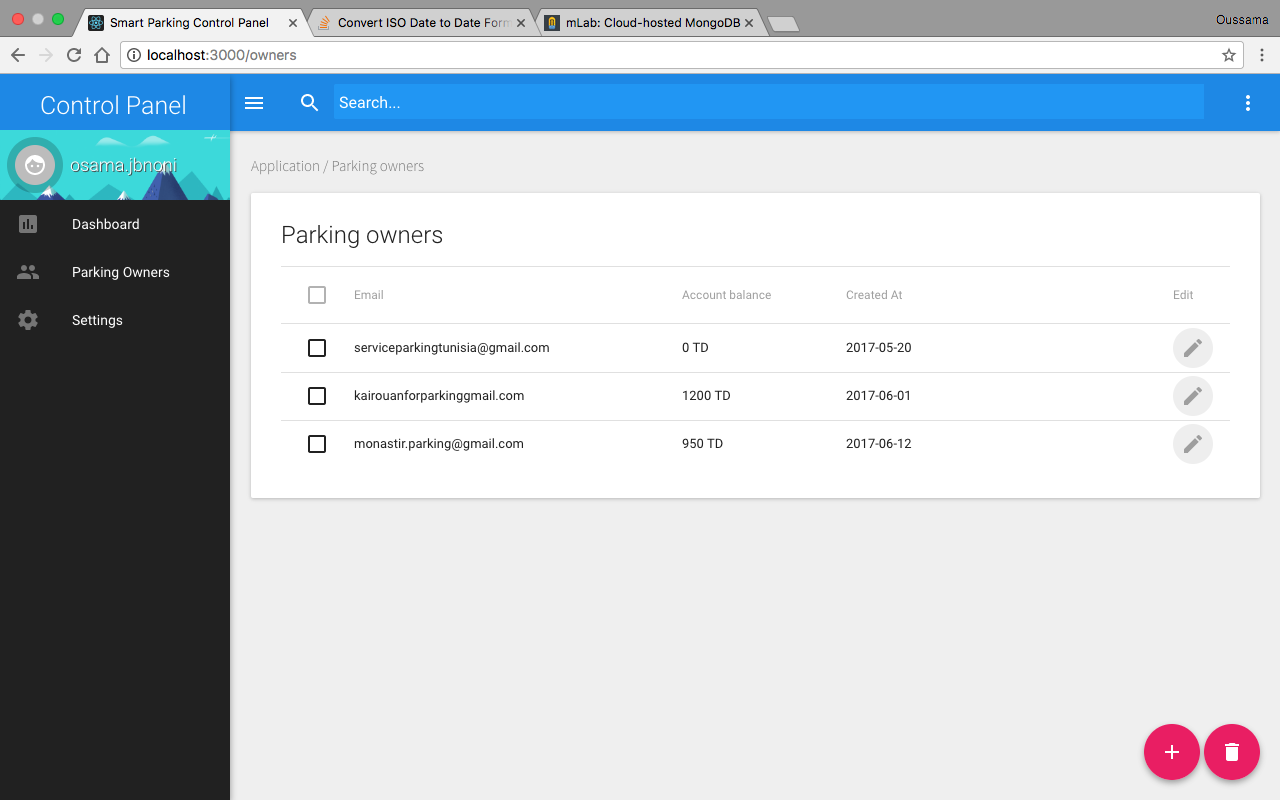 Smart Parking Control Panel
Convert ISO Date to Date Form
mLab: Cloud-hosted MongoDB
Oussama
localhost:3000/owners
Control Panel
Search...
osama.jbnoni
Dashboard
Parking Owners
Settings
Application / Parking owners
Parking owners
Email Account balance Created At Edit
serviceparkingtunisia@gmail.com 0 TD 2017-05-20
kairouanforparkinggmail.com 1200 TD 2017-06-01
monastir.parking@gmail.com 950 TD 2017-06-12